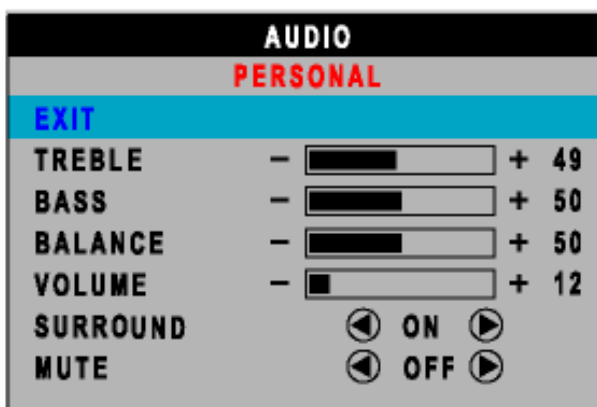 AUDIO
PERSONAL
EXIT
TREBLE - + 49
BASS - + 50
BALANCE - + 50
VOLUME - + 12
SURROUND ON
MUTE OFF